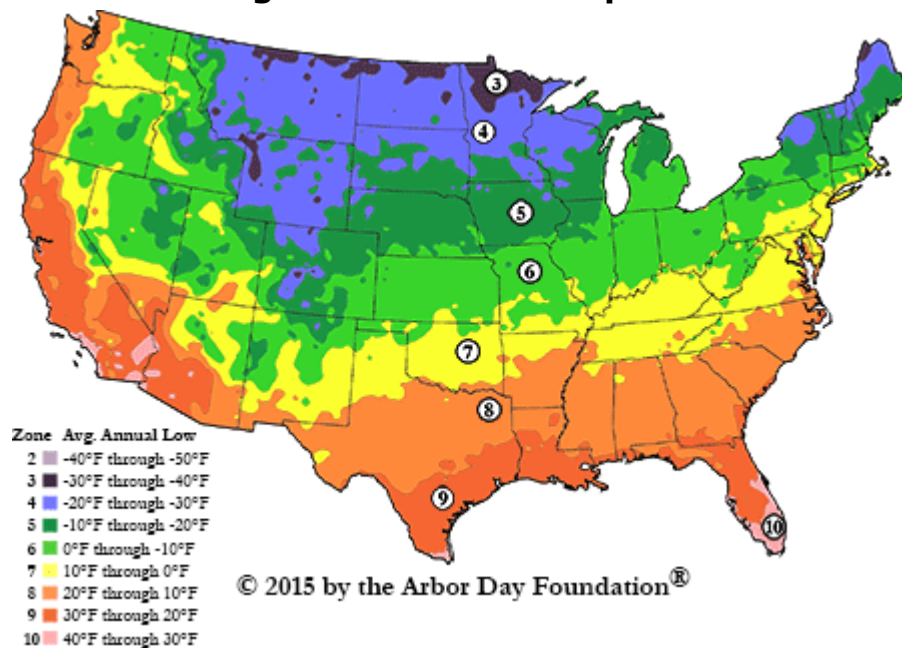 3
4
5
6
7
8
9
10
Zone Avg. Annual Low
2 -40°F through -50°F
3 -30°F through -40°F
4 -20°F through -30°F
5 -10°F through -20°F
6 0°F through -10°F
7 10°F through 0°F
8 20°F through 10°F
9 30°F through 20°F
10 40°F through 30°F
© 2015 by the Arbor Day Foundation®